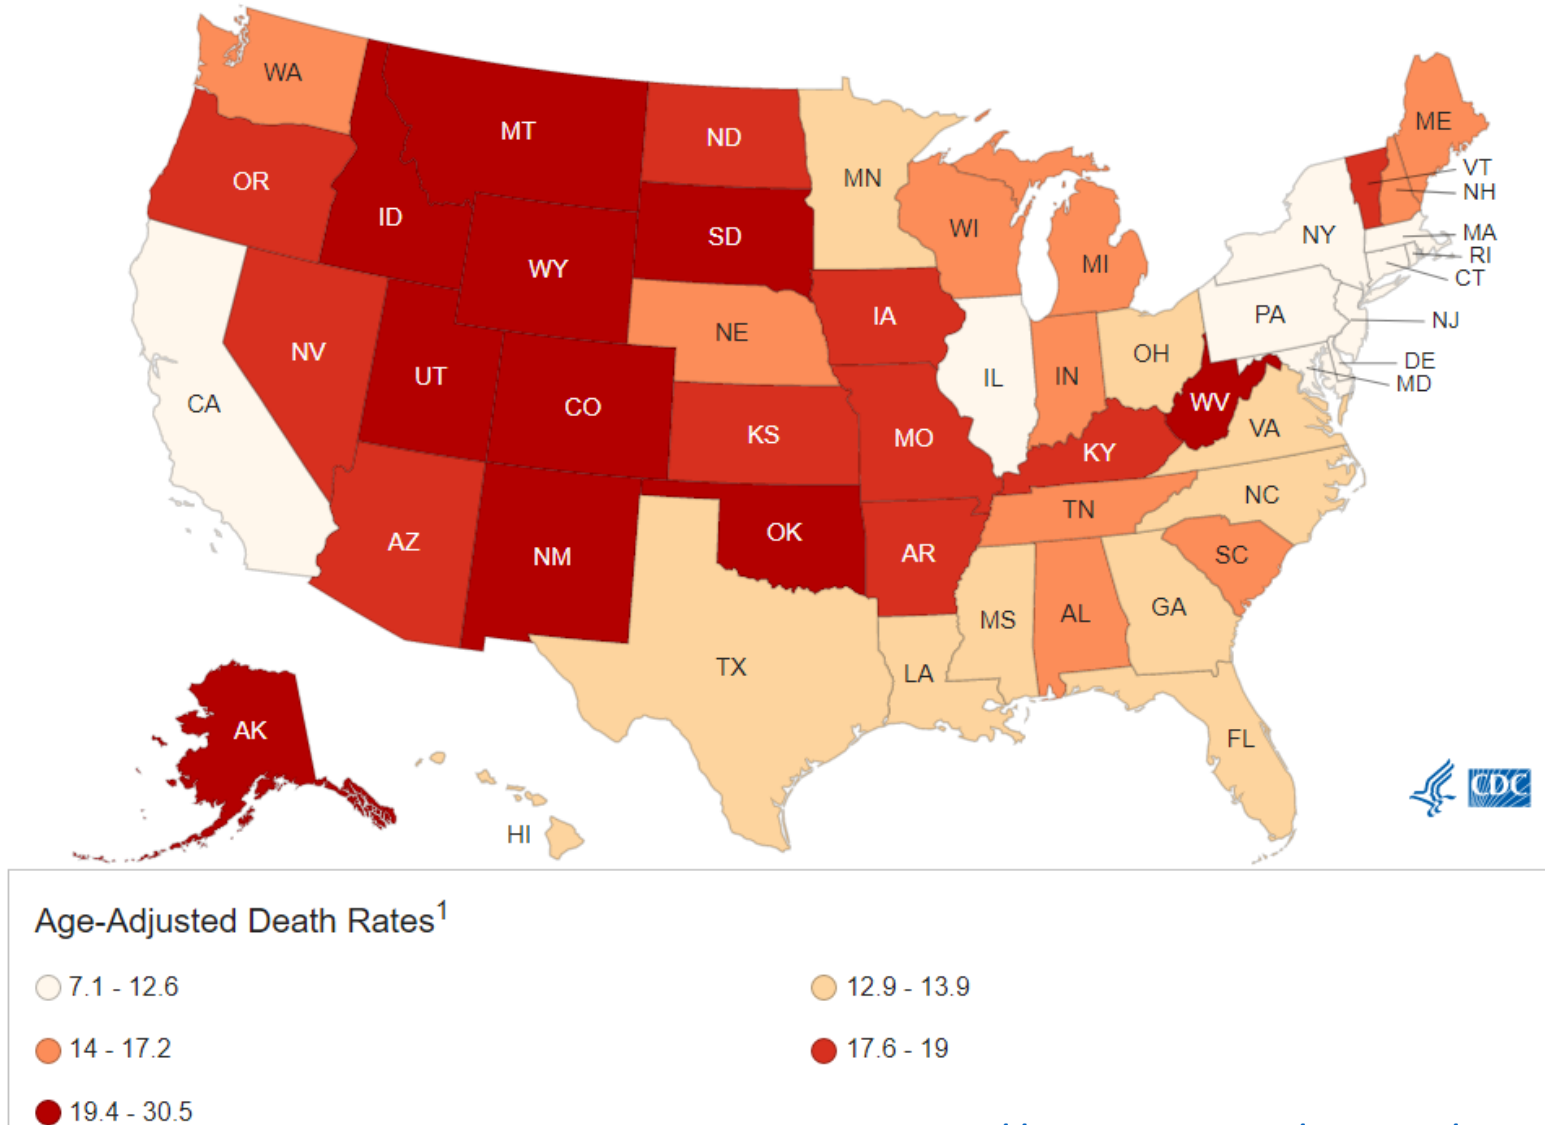 WA
MT
ND
ME
VT
NH
OR
ID
MN
WI
NY
MA
RI
CT
SD
WY
MI
IA
PA
NJ
NE
NV
UT
CO
IL
IN
OH
DE
MD
CA
KS
MO
WV
VA
KY
NC
TN
AZ
NM
OK
AR
SC
MS
AL
GA
TX
LA
AK
FL
HI
CDC
Age-Adjusted Death Rates1
7.1 - 12.6
12.9 - 13.9
14 - 17.2
17.6 - 19
19.4 - 30.5